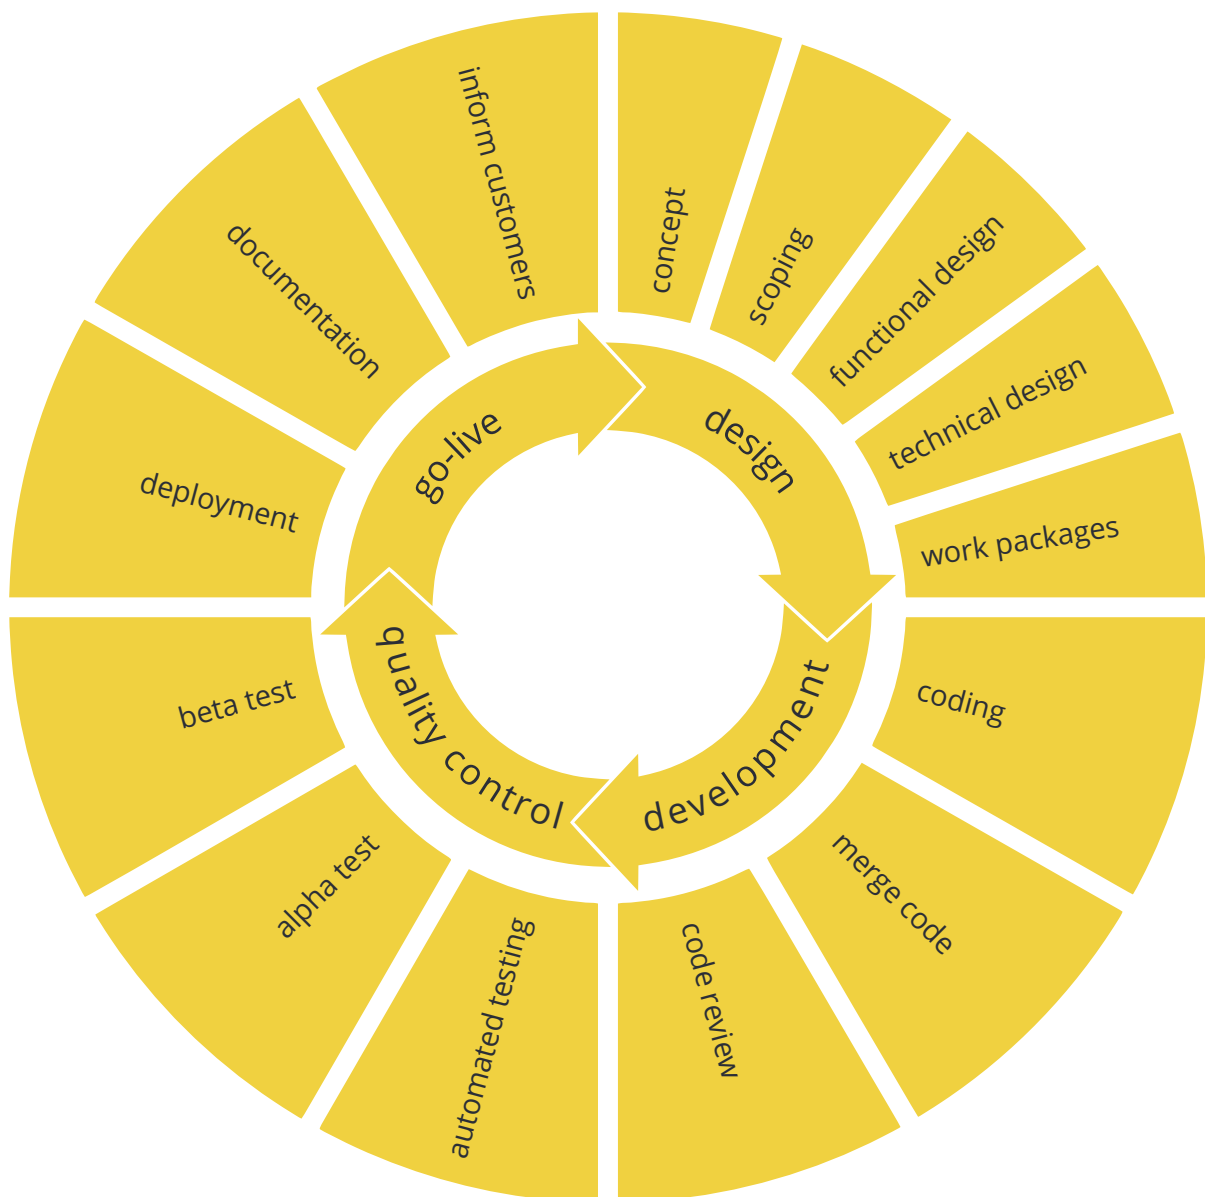 concept
scoping
functional design
technical design
work packages
coding
merge code
code review
automated testing
alpha test
beta test
deployment
documentation
inform customers
design
development
quality control
go-live